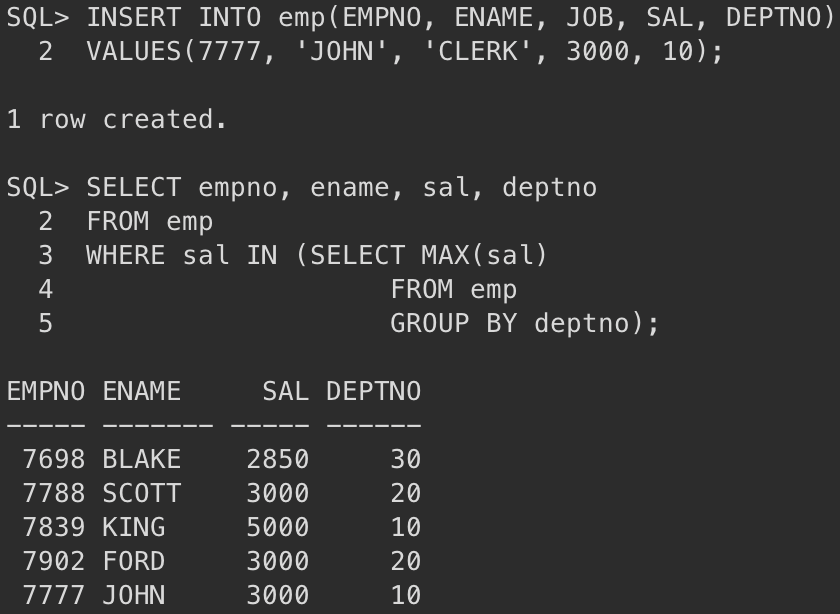 SQL> INSERT INTO emp(EMPNO, ENAME, JOB, SAL, DEPTNO)
  2  VALUES(7777, 'JOHN', 'CLERK', 3000, 10);

1 row created.

SQL> SELECT empno, ename, sal, deptno
  2  FROM emp
  3  WHERE sal IN (SELECT MAX(sal)
  4                     FROM emp
  5                     GROUP BY deptno);

EMPNO ENAME     SAL DEPTNO
----- ------- ----- ------
 7698 BLAKE    2850     30
 7788 SCOTT    3000     20
 7839 KING     5000     10
 7902 FORD     3000     20
 7777 JOHN     3000     10